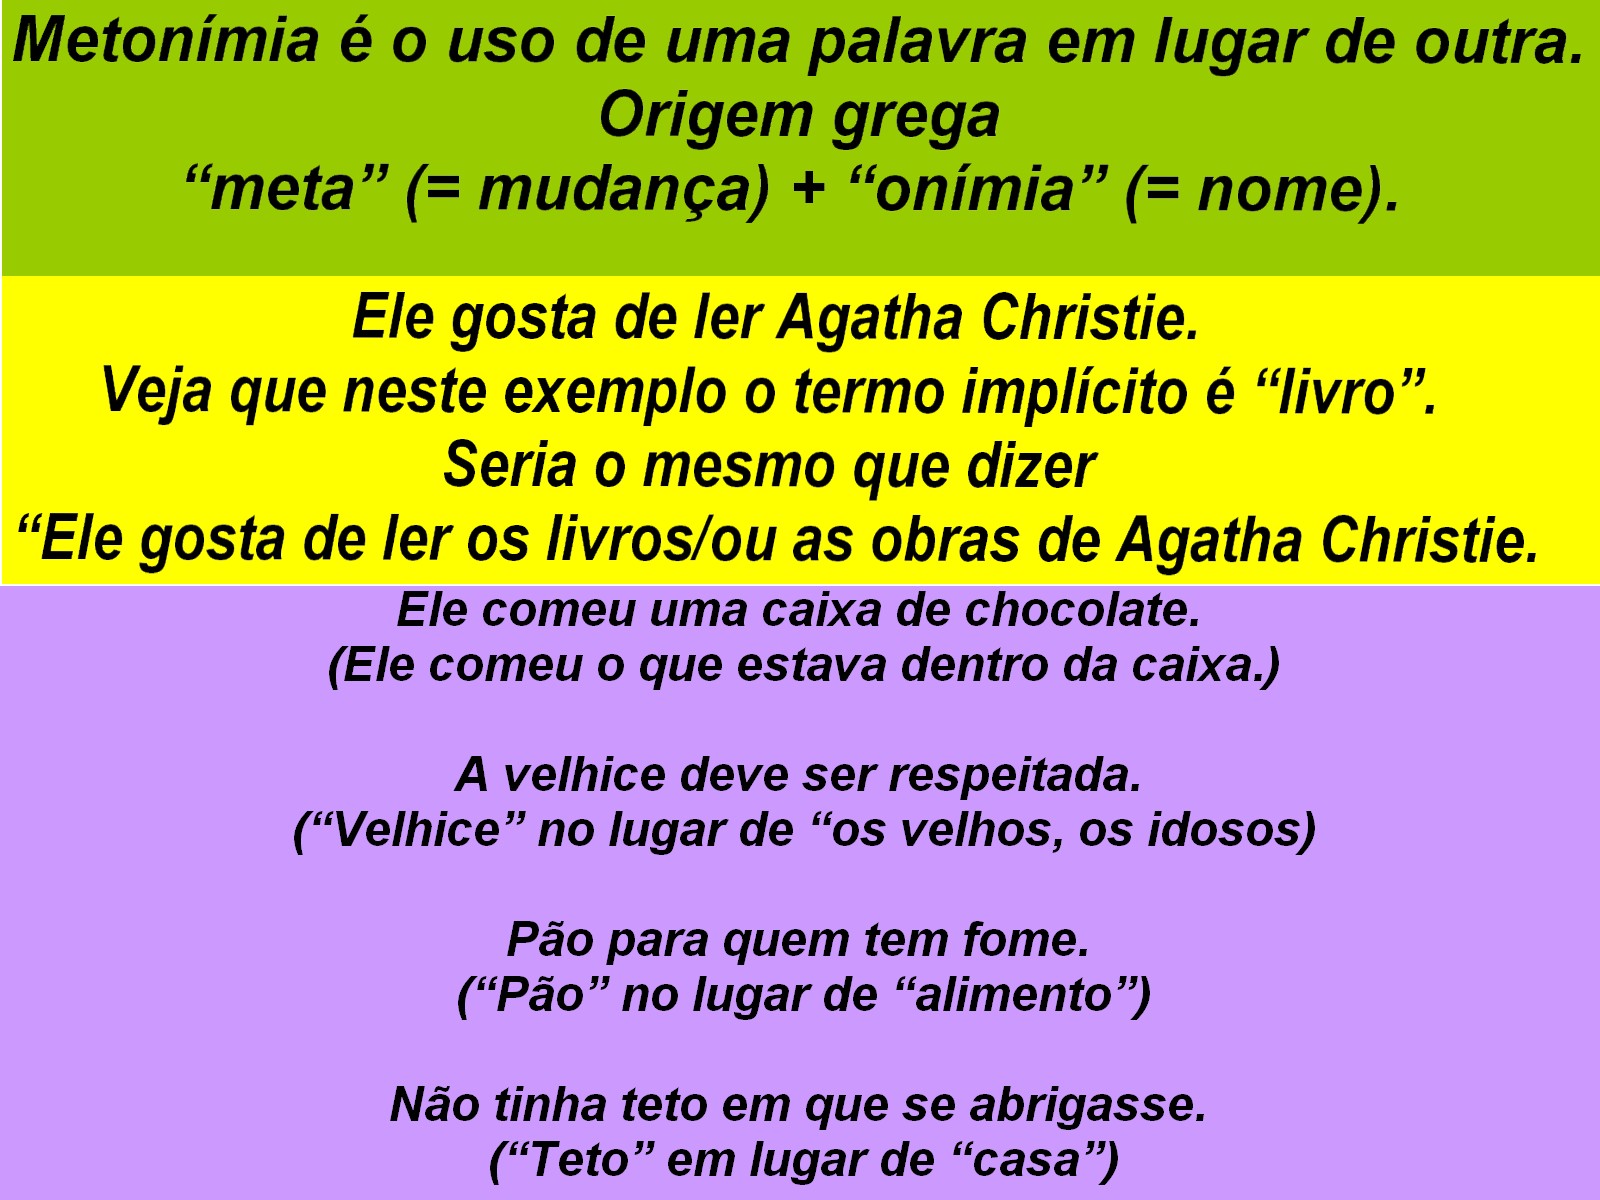 Metonímia é o uso de uma palavra em lugar de outra.
Origem grega
“meta” (= mudança) + “onímia” (= nome).
Ele gosta de ler Agatha Christie.
Veja que neste exemplo o termo implícito é “livro”.
Seria o mesmo que dizer
“Ele gosta de ler os livros/ou as obras de Agatha Christie.
Ele comeu uma caixa de chocolate.
(Ele comeu o que estava dentro da caixa.)
A velhice deve ser respeitada.
(“Velhice” no lugar de “os velhos, os idosos)
Pão para quem tem fome.
(“Pão” no lugar de “alimento”)
Não tinha teto em que se abrigasse.
(“Teto” em lugar de “casa”)